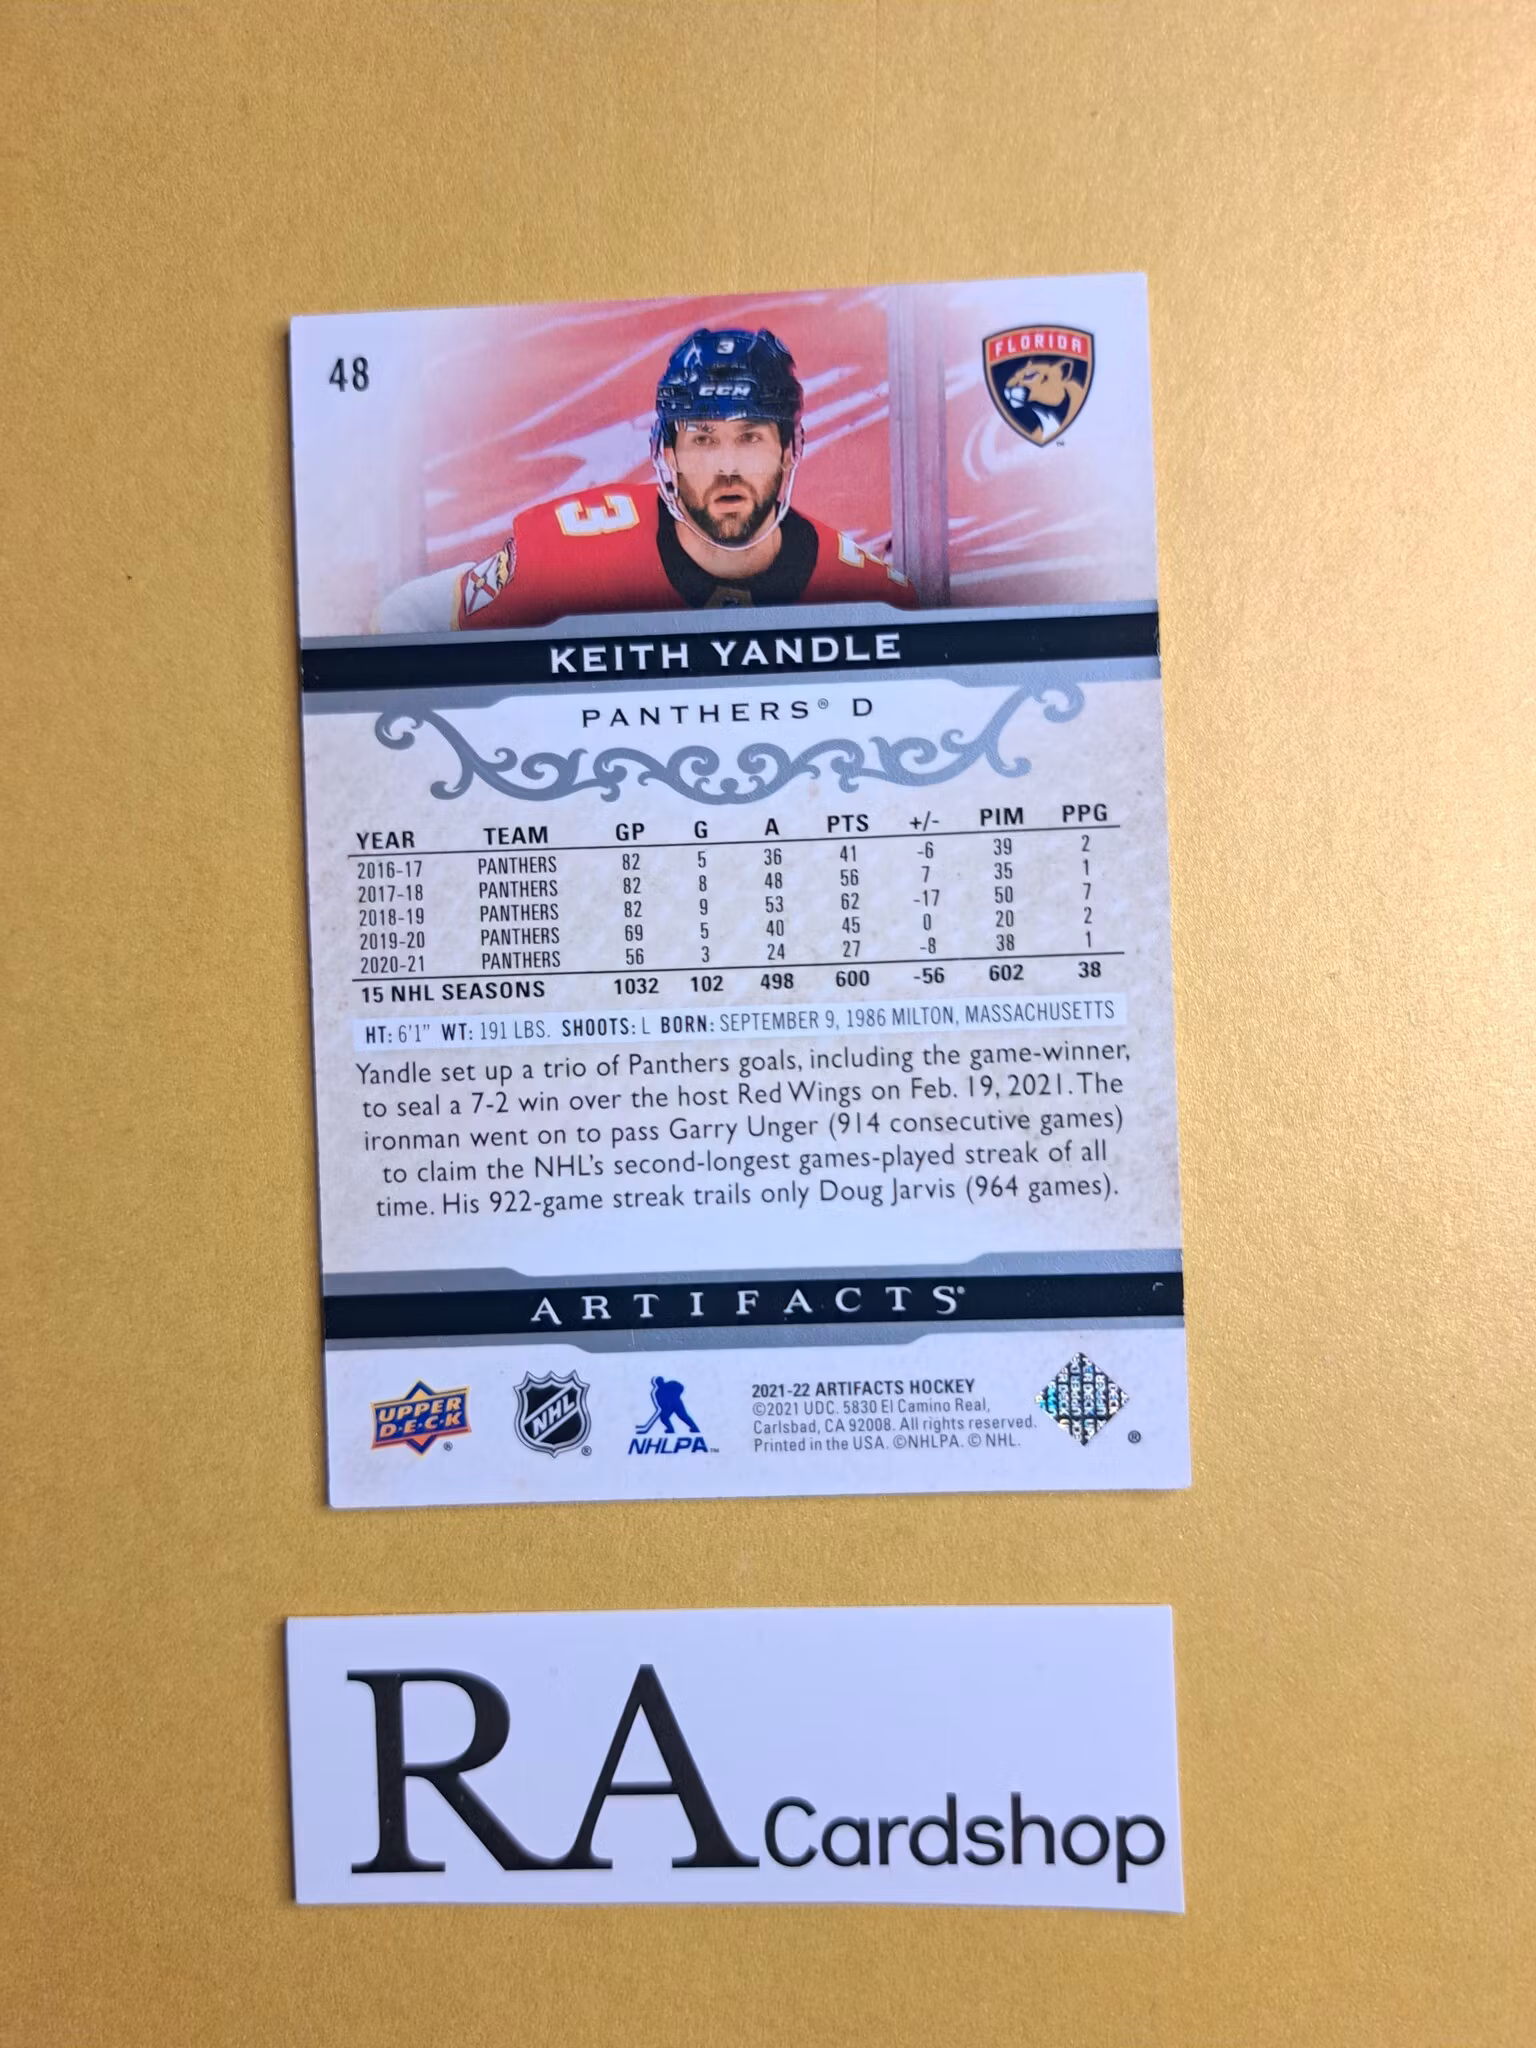 48
FLORIDA
3
CCM
3
KEITH YANDLE
PANTHERS® D
YEAR TEAM GP G A PTS +/- PIM PPG
2016-17 PANTHERS 82 5 36 41 -6 39 2
2017-18 PANTHERS 82 8 48 56 7 35 1
2018-19 PANTHERS 82 9 53 62 -17 50 7
2019-20 PANTHERS 69 5 40 45 0 20 2
2020-21 PANTHERS 56 3 24 27 -8 38 1
15 NHL SEASONS 1032 102 498 600 -56 602 38
HT: 6'1" WT: 191 LBS. SHOOTS: L BORN: SEPTEMBER 9, 1986 MILTON, MASSACHUSETTS
Yandle set up a trio of Panthers goals, including the game-winner,
to seal a 7-2 win over the host Red Wings on Feb. 19, 2021. The
ironman went on to pass Garry Unger (914 consecutive games)
to claim the NHL's second-longest games-played streak of all
time. His 922-game streak trails only Doug Jarvis (964 games).
ARTIFACTS®
UPPER
D·E·C·K ®
NHL ®
NHLPA™
2021-22 ARTIFACTS HOCKEY
©2021 UDC. 5830 El Camino Real,
Carlsbad, CA 92008. All rights reserved.
Printed in the USA. ©NHLPA. © NHL.
®
RA Cardshop